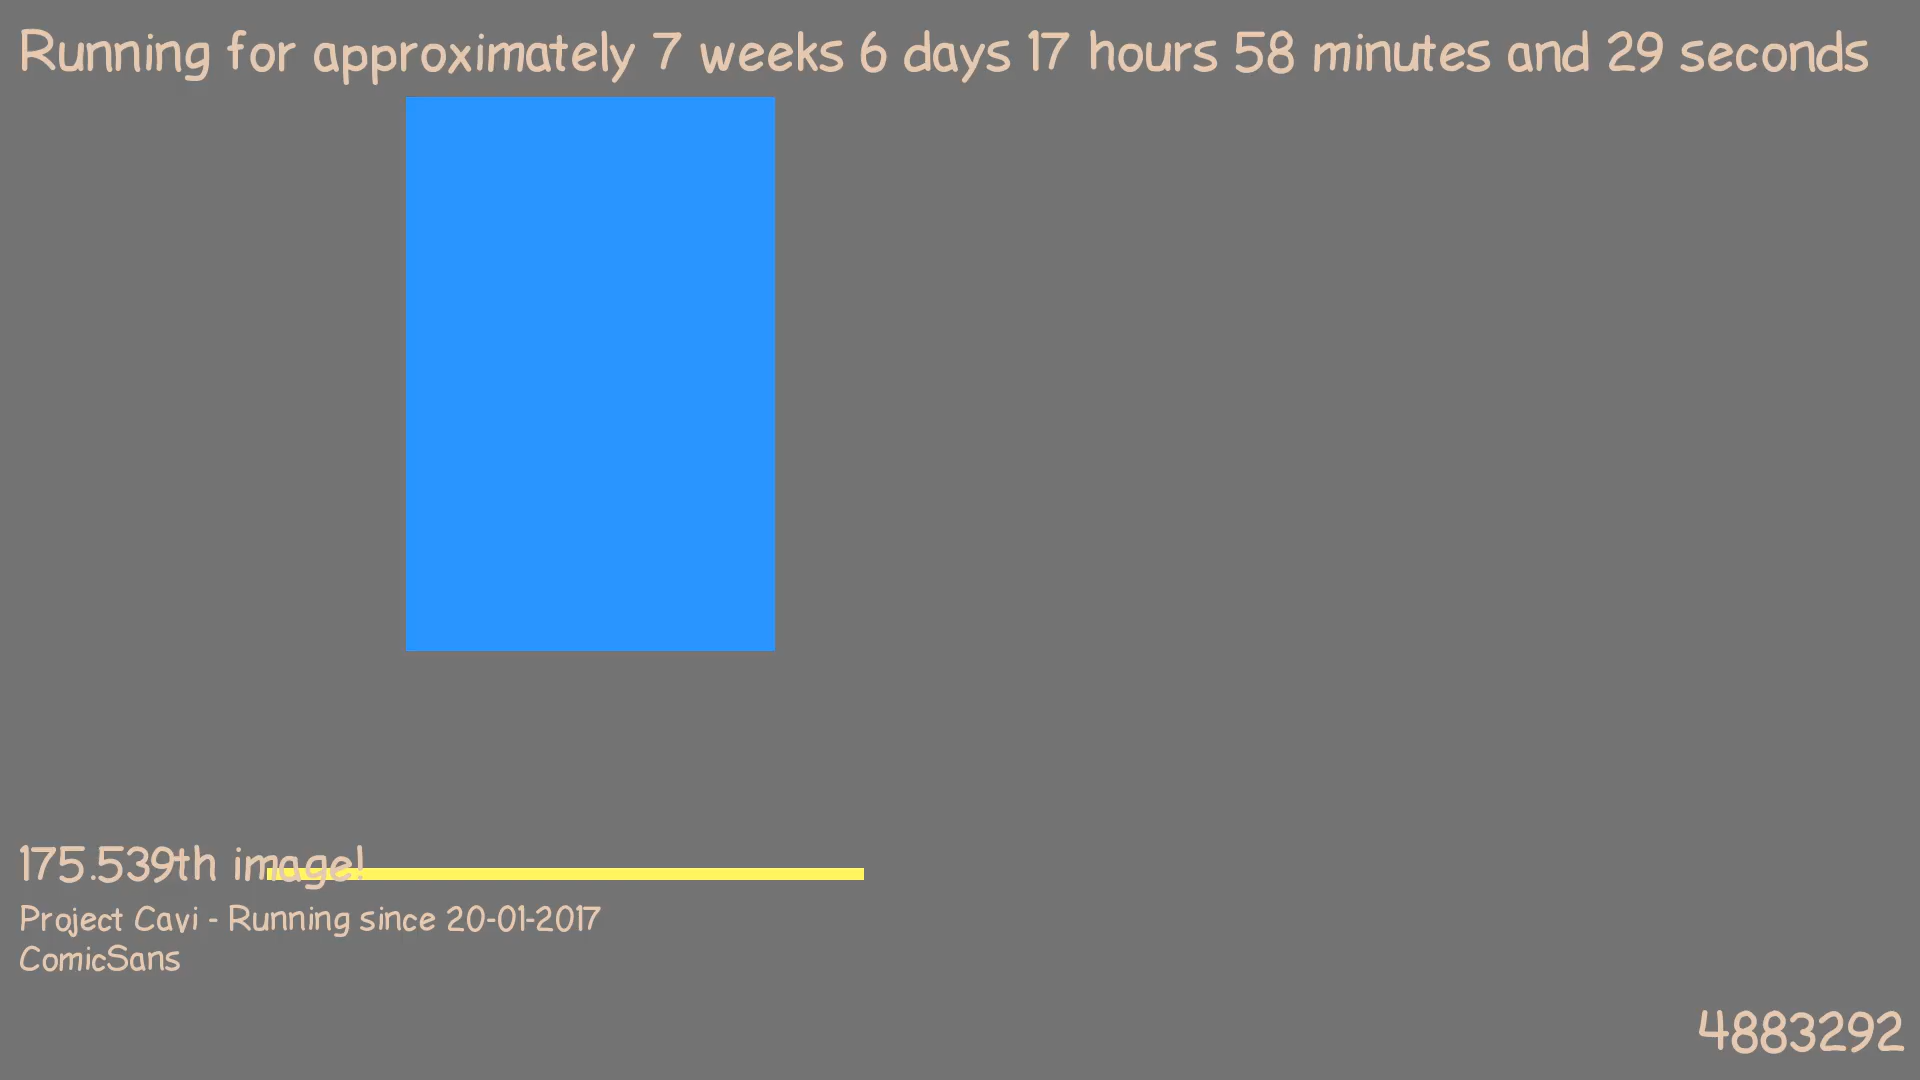 Running for approximately 7 weeks 6 days 17 hours 58 minutes and 29 seconds
175.539th image!
Project Cavi - Running since 20-01-2017
ComicSans
4883292